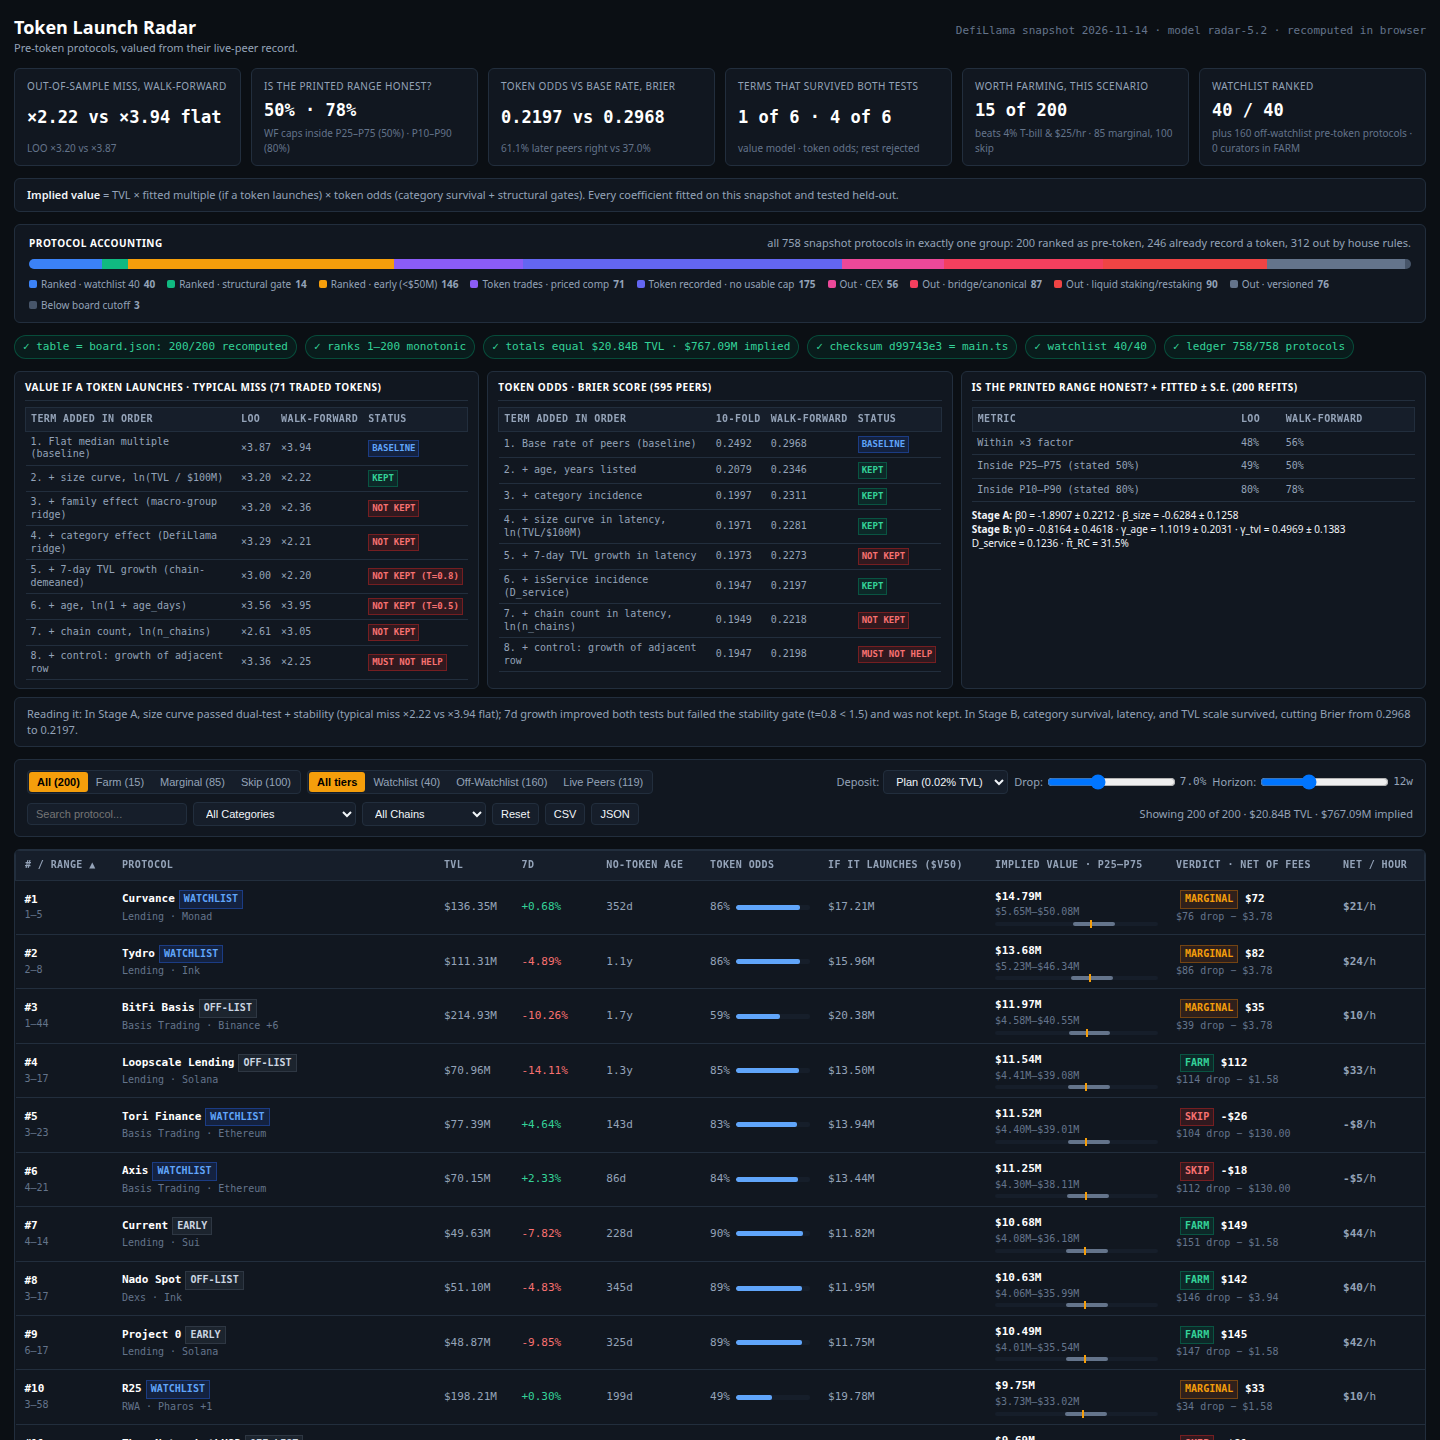 Token Launch Radar
Pre-token protocols, valued from their live-peer record.
DefiLlama snapshot 2026-11-14 · model radar-5.2 · recomputed in browser
OUT-OF-SAMPLE MISS, WALK-FORWARD
×2.22 vs ×3.94 flat
LOO ×3.20 vs ×3.87
IS THE PRINTED RANGE HONEST?
50% · 78%
WF caps inside P25–P75 (50%) · P10–P90
(80%)
TOKEN ODDS VS BASE RATE, BRIER
0.2197 vs 0.2968
61.1% later peers right vs 37.0%
TERMS THAT SURVIVED BOTH TESTS
1 of 6 · 4 of 6
value model · token odds; rest rejected
WORTH FARMING, THIS SCENARIO
15 of 200
beats 4% T-bill & $25/hr · 85 marginal, 100
skip
WATCHLIST RANKED
40 / 40
plus 160 off-watchlist pre-token protocols ·
0 curators in FARM
Implied value = TVL × fitted multiple (if a token launches) × token odds (category survival + structural gates). Every coefficient fitted on this snapshot and tested held-out.
PROTOCOL ACCOUNTING
all 758 snapshot protocols in exactly one group: 200 ranked as pre-token, 246 already record a token, 312 out by house rules.
Ranked · watchlist 40 40
Ranked · structural gate 14
Ranked · early (<$50M) 146
Token trades · priced comp 71
Token recorded · no usable cap 175
Out · CEX 56
Out · bridge/canonical 87
Out · liquid staking/restaking 90
Out · versioned 76
Below board cutoff 3
✓ table = board.json: 200/200 recomputed
✓ ranks 1–200 monotonic
✓ totals equal $20.84B TVL · $767.09M implied
✓ checksum d99743e3 = main.ts
✓ watchlist 40/40
✓ ledger 758/758 protocols
VALUE IF A TOKEN LAUNCHES · TYPICAL MISS (71 TRADED TOKENS)
TERM ADDED IN ORDER LOO WALK-FORWARD STATUS
1. Flat median multiple
(baseline) ×3.87 ×3.94 BASELINE
2. + size curve, ln(TVL / $100M) ×3.20 ×2.22 KEPT
3. + family effect (macro-group
ridge) ×3.20 ×2.36 NOT KEPT
4. + category effect (DefiLlama
ridge) ×3.29 ×2.21 NOT KEPT
5. + 7-day TVL growth (chain-
demeaned) ×3.00 ×2.20 NOT KEPT (T=0.8)
6. + age, ln(1 + age_days) ×3.56 ×3.95 NOT KEPT (T=0.5)
7. + chain count, ln(n_chains) ×2.61 ×3.05 NOT KEPT
8. + control: growth of adjacent
row ×3.36 ×2.25 MUST NOT HELP
TOKEN ODDS · BRIER SCORE (595 PEERS)
TERM ADDED IN ORDER 10-FOLD WALK-FORWARD STATUS
1. Base rate of peers (baseline) 0.2492 0.2968 BASELINE
2. + age, years listed 0.2079 0.2346 KEPT
3. + category incidence 0.1997 0.2311 KEPT
4. + size curve in latency,
ln(TVL/$100M) 0.1971 0.2281 KEPT
5. + 7-day TVL growth in latency 0.1973 0.2273 NOT KEPT
6. + isService incidence
(D_service) 0.1947 0.2197 KEPT
7. + chain count in latency,
ln(n_chains) 0.1949 0.2218 NOT KEPT
8. + control: growth of adjacent
row 0.1947 0.2198 MUST NOT HELP
IS THE PRINTED RANGE HONEST? + FITTED ± S.E. (200 REFITS)
METRIC LOO WALK-FORWARD
Within ×3 factor 48% 56%
Inside P25–P75 (stated 50%) 49% 50%
Inside P10–P90 (stated 80%) 80% 78%
Stage A: β0 = -1.8907 ± 0.2212 · β_size = -0.6284 ± 0.1258
Stage B: γ0 = -0.8164 ± 0.4618 · γ_age = 1.1019 ± 0.2031 · γ_tvl = 0.4969 ± 0.1383
D_service = 0.1236 · π̂_RC = 31.5%
Reading it: In Stage A, size curve passed dual-test + stability (typical miss ×2.22 vs ×3.94 flat); 7d growth improved both tests but failed the stability gate (t=0.8 < 1.5) and was not kept. In Stage B, category survival, latency, and TVL scale survived, cutting Brier from 0.2968
to 0.2197.
All (200) Farm (15) Marginal (85) Skip (100) All tiers Watchlist (40) Off-Watchlist (160) Live Peers (119)
Deposit: Plan (0.02% TVL) Drop: 7.0% Horizon: 12w
Search protocol... All Categories All Chains Reset CSV JSON
Showing 200 of 200 · $20.84B TVL · $767.09M implied
# / RANGE ▲ PROTOCOL TVL 7D NO-TOKEN AGE TOKEN ODDS IF IT LAUNCHES ($V50) IMPLIED VALUE · P25–P75 VERDICT · NET OF FEES NET / HOUR
#1 Curvance WATCHLIST $136.35M +0.68% 352d 86% $17.21M $14.79M MARGINAL $72 $21/h
1–5 Lending · Monad $5.65M–$50.08M $76 drop − $3.78
#2 Tydro WATCHLIST $111.31M -4.89% 1.1y 86% $15.96M $13.68M MARGINAL $82 $24/h
2–8 Lending · Ink $5.23M–$46.34M $86 drop − $3.78
#3 BitFi Basis OFF-LIST $214.93M -10.26% 1.7y 59% $20.38M $11.97M MARGINAL $35 $10/h
1–44 Basis Trading · Binance +6 $4.58M–$40.55M $39 drop − $3.78
#4 Loopscale Lending OFF-LIST $70.96M -14.11% 1.3y 85% $13.50M $11.54M FARM $112 $33/h
3–17 Lending · Solana $4.41M–$39.08M $114 drop − $1.58
#5 Tori Finance WATCHLIST $77.39M +4.64% 143d 83% $13.94M $11.52M SKIP -$26 -$8/h
3–23 Basis Trading · Ethereum $4.40M–$39.01M $104 drop − $130.00
#6 Axis WATCHLIST $70.15M +2.33% 86d 84% $13.44M $11.25M SKIP -$18 -$5/h
4–21 Basis Trading · Ethereum $4.30M–$38.11M $112 drop − $130.00
#7 Current EARLY $49.63M -7.82% 228d 90% $11.82M $10.68M FARM $149 $44/h
4–14 Lending · Sui $4.08M–$36.18M $151 drop − $1.58
#8 Nado Spot OFF-LIST $51.10M -4.83% 345d 89% $11.95M $10.63M FARM $142 $40/h
3–17 Dexs · Ink $4.06M–$35.99M $146 drop − $3.94
#9 Project 0 EARLY $48.87M -9.85% 325d 89% $11.75M $10.49M FARM $145 $42/h
6–17 Lending · Solana $4.01M–$35.54M $147 drop − $1.58
#10 R25 WATCHLIST $198.21M +0.30% 199d 49% $19.78M $9.75M MARGINAL $33 $10/h
3–58 RWA · Pharos +1 $3.73M–$33.02M $34 drop − $1.58